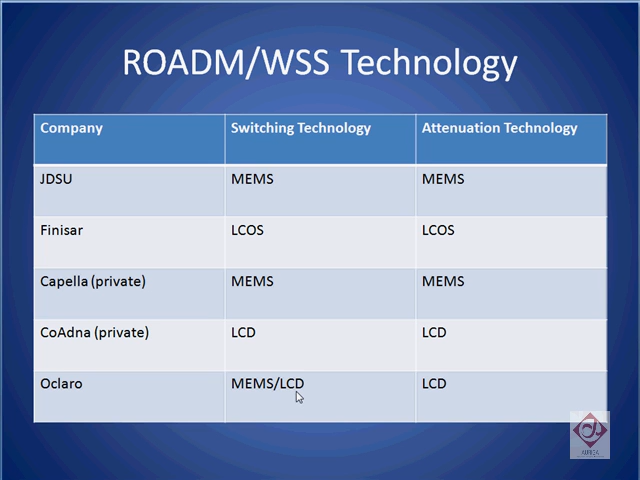 ROADM/WSS Technology
Company Switching Technology Attenuation Technology
JDSU MEMS MEMS
Finisar LCOS LCOS
Capella (private) MEMS MEMS
CoAdna (private) LCD LCD
Oclaro MEMS/LCD LCD